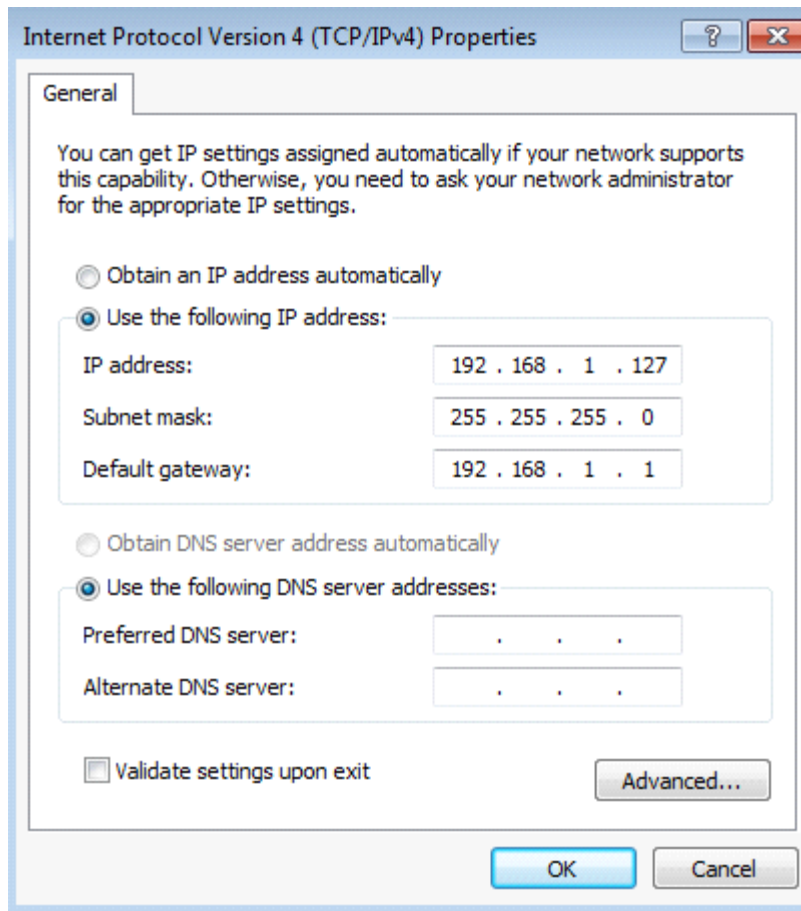 Internet Protocol Version 4 (TCP/IPv4) Properties
General
You can get IP settings assigned automatically if your network supports
this capability. Otherwise, you need to ask your network administrator
for the appropriate IP settings.
Obtain an IP address automatically
Use the following IP address:
IP address: 192 . 168 . 1 . 127
Subnet mask: 255 . 255 . 255 . 0
Default gateway: 192 . 168 . 1 . 1
Obtain DNS server address automatically
Use the following DNS server addresses:
Preferred DNS server: . . .
Alternate DNS server: . . .
Validate settings upon exit
Advanced...
OK Cancel